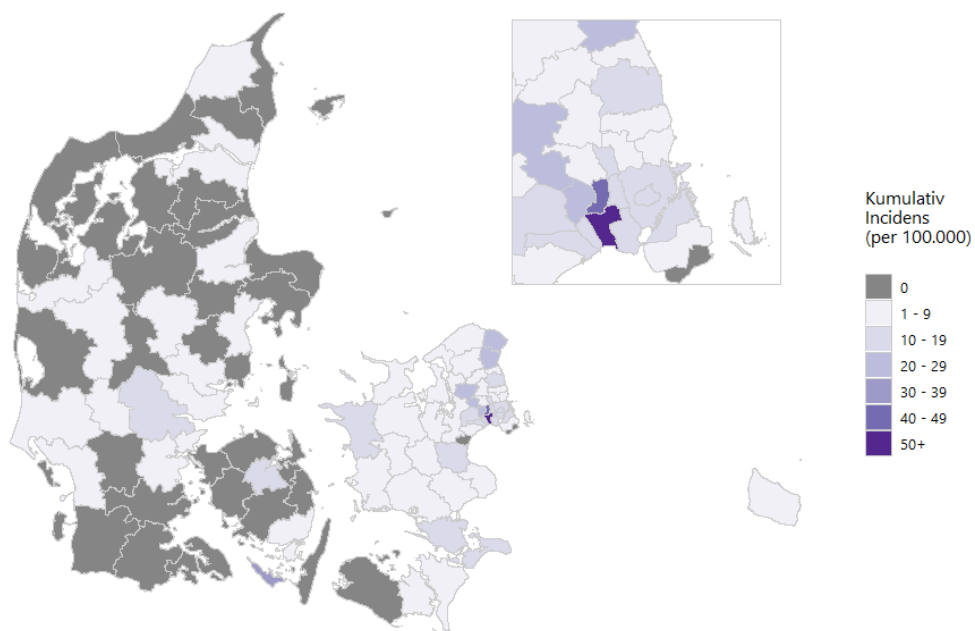 Kumulativ
Incidens
(per 100.000)
0
1 - 9
10 - 19
20 - 29
30 - 39
40 - 49
50+